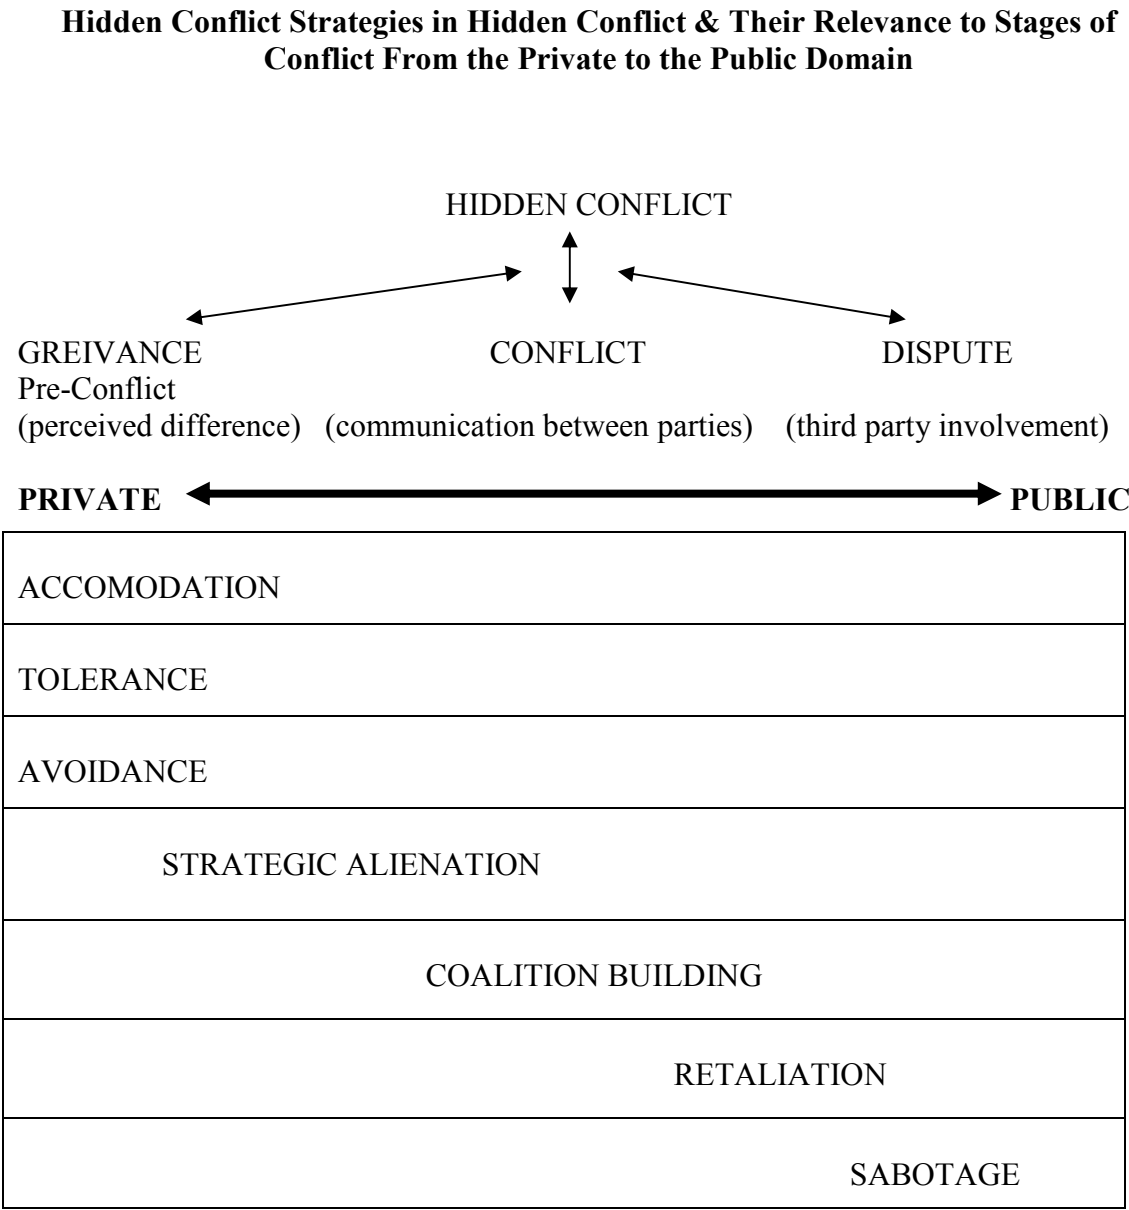 Hidden Conflict Strategies in Hidden Conflict & Their Relevance to Stages of
Conflict From the Private to the Public Domain
HIDDEN CONFLICT
GREIVANCE CONFLICT DISPUTE
Pre-Conflict
(perceived difference) (communication between parties) (third party involvement)
PRIVATE PUBLIC
ACCOMODATION
TOLERANCE
AVOIDANCE
STRATEGIC ALIENATION
COALITION BUILDING
RETALIATION
SABOTAGE